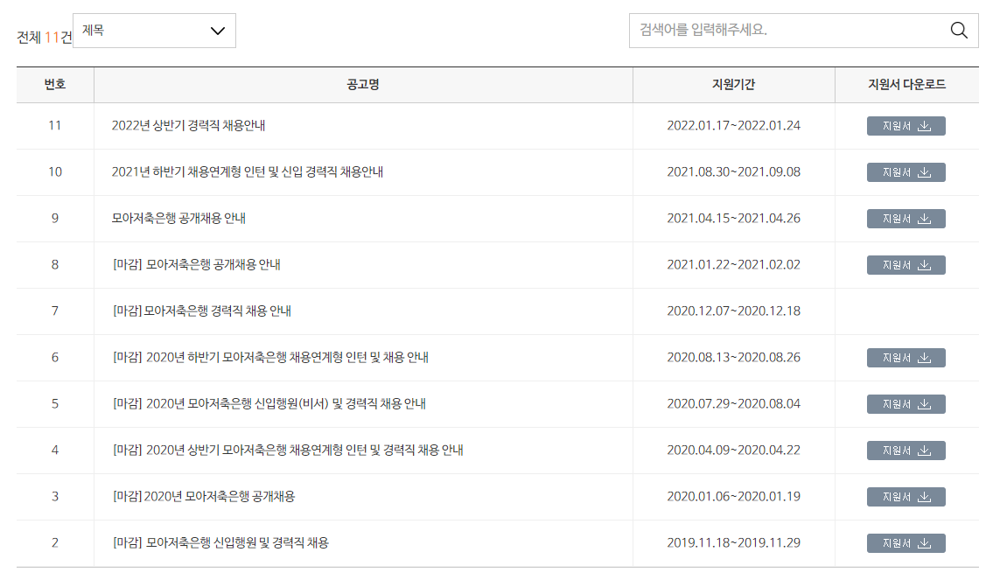 전체 11건 제목 검색어를 입력해주세요.
번호 공고명 지원기간 지원서 다운로드
11 2022년 상반기 경력직 채용안내 2022.01.17~2022.01.24 지원서
10 2021년 하반기 채용연계형 인턴 및 신입 경력직 채용안내 2021.08.30~2021.09.08 지원서
9 모아저축은행 공개채용 안내 2021.04.15~2021.04.26 지원서
8 [마감] 모아저축은행 공개채용 안내 2021.01.22~2021.02.02 지원서
7 [마감]모아저축은행 경력직 채용 안내 2020.12.07~2020.12.18
6 [마감] 2020년 하반기 모아저축은행 채용연계형 인턴 및 채용 안내 2020.08.13~2020.08.26 지원서
5 [마감] 2020년 모아저축은행 신입행원(비서) 및 경력직 채용 안내 2020.07.29~2020.08.04 지원서
4 [마감] 2020년 상반기 모아저축은행 채용연계형 인턴 및 경력직 채용 안내 2020.04.09~2020.04.22 지원서
3 [마감]2020년 모아저축은행 공개채용 2020.01.06~2020.01.19 지원서
2 [마감] 모아저축은행 신입행원 및 경력직 채용 2019.11.18~2019.11.29 지원서